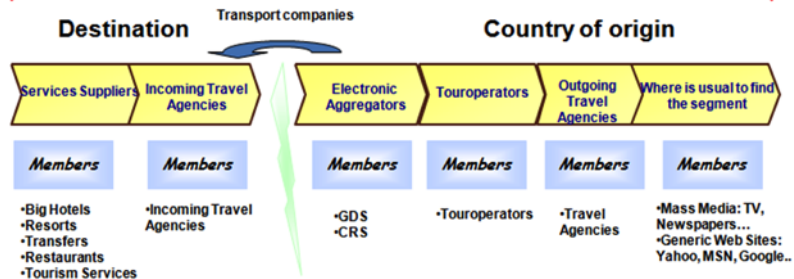 Transport companies
Destination
Country of origin
Services Suppliers
Incoming Travel
Agencies
Electronic
Aggregators
Touroperators
Outgoing
Travel
Agencies
Where is usual to find
the segment
Members
Members
Members
Members
Members
Members
•Big Hotels
•Resorts
•Transfers
•Restaurants
•Tourism Services
•Incoming Travel
Agencies
•GDS
•CRS
•Touroperators
•Travel
Agencies
•Mass Media: TV,
Newspapers…
•Generic Web Sites:
Yahoo, MSN, Google..